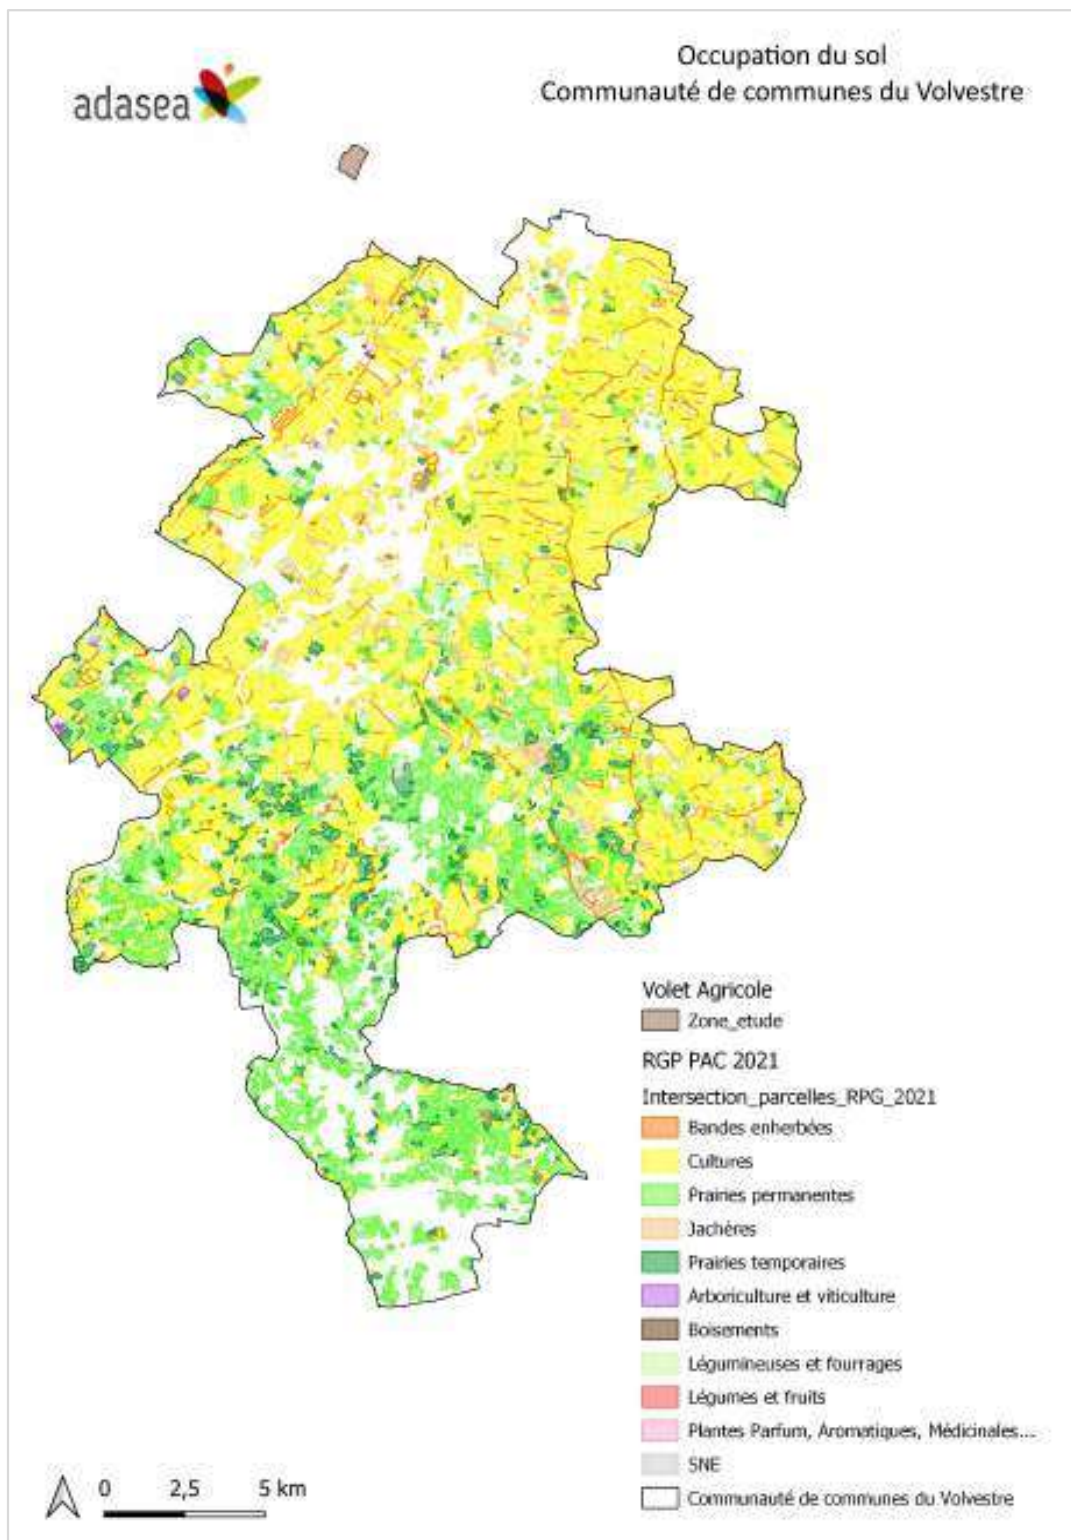 adasea
Occupation du sol
Communauté de communes du Volvestre
Volet Agricole
Zone_etude
RGP PAC 2021
Intersection_parcelles_RPG_2021
Bandes enherbées
Cultures
Prairies permanentes
Jachères
Prairies temporaires
Arboriculture et viticulture
Boisements
Légumineuses et fourrages
Légumes et fruits
Plantes Parfum, Aromatiques, Médicinales...
SNE
Communauté de communes du Volvestre
0 2,5 5 km